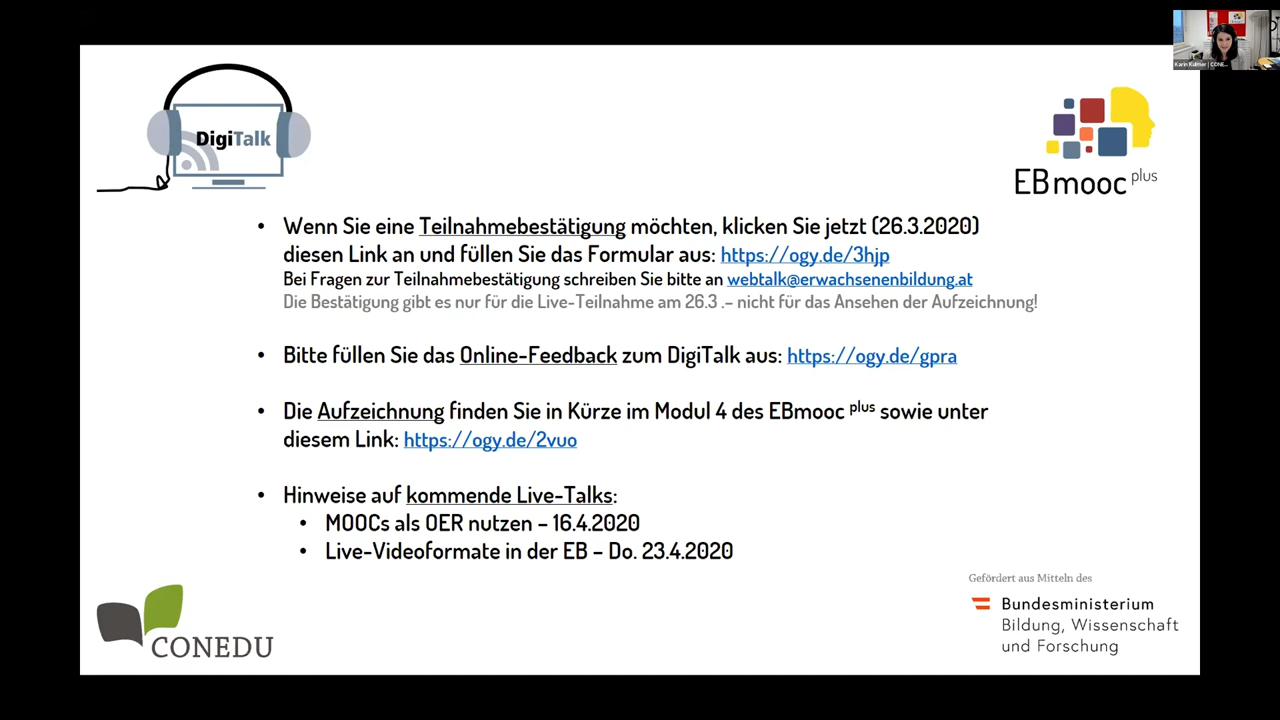 Karin Kulmer | CONE...
DigiTalk
EBmooc plus
• Wenn Sie eine Teilnahmebestätigung möchten, klicken Sie jetzt (26.3.2020)
diesen Link an und füllen Sie das Formular aus: https://ogy.de/3hjp
Bei Fragen zur Teilnahmebestätigung schreiben Sie bitte an webtalk@erwachsenenbildung.at
Die Bestätigung gibt es nur für die Live-Teilnahme am 26.3 .– nicht für das Ansehen der Aufzeichnung!
• Bitte füllen Sie das Online-Feedback zum DigiTalk aus: https://ogy.de/gpra
• Die Aufzeichnung finden Sie in Kürze im Modul 4 des EBmooc plus sowie unter
diesem Link: https://ogy.de/2vuo
• Hinweise auf kommende Live-Talks:
• MOOCs als OER nutzen – 16.4.2020
• Live-Videoformate in der EB – Do. 23.4.2020
CONEDU
Gefördert aus Mitteln des
Bundesministerium
Bildung, Wissenschaft
und Forschung